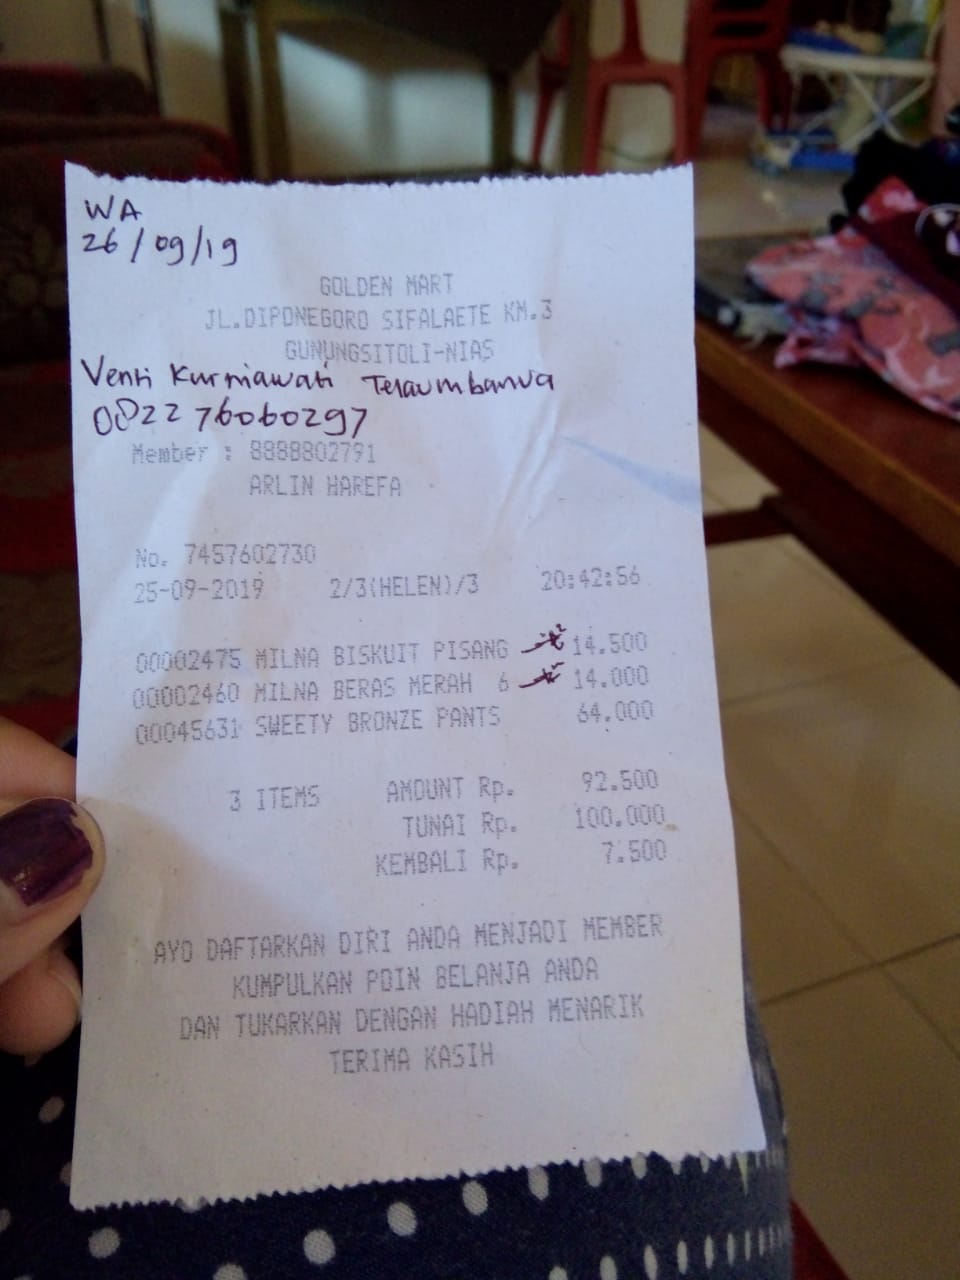 WA
26/09/19
GOLDEN MART
JL.DIPONEGORO SIFALAETE KM.3
GUNUNGSITOLI-NIAS
Venti Kurniawati Telaumbanua
082276060297
Member : 8888802791
ARLIN HAREFA
No. 7457602730
25-09-2019 2/3(HELEN)/3 20:42:56
00002475 MILNA BISKUIT PISANG 14.500
00002460 MILNA BERAS MERAH 6 14.000
00045631 SWEETY BRONZE PANTS 64.000
3 ITEMS AMOUNT Rp. 92.500
TUNAI Rp. 100.000
KEMBALI Rp. 7.500
AYO DAFTARKAN DIRI ANDA MENJADI MEMBER
KUMPULKAN POIN BELANJA ANDA
DAN TUKARKAN DENGAN HADIAH MENARIK
TERIMA KASIH